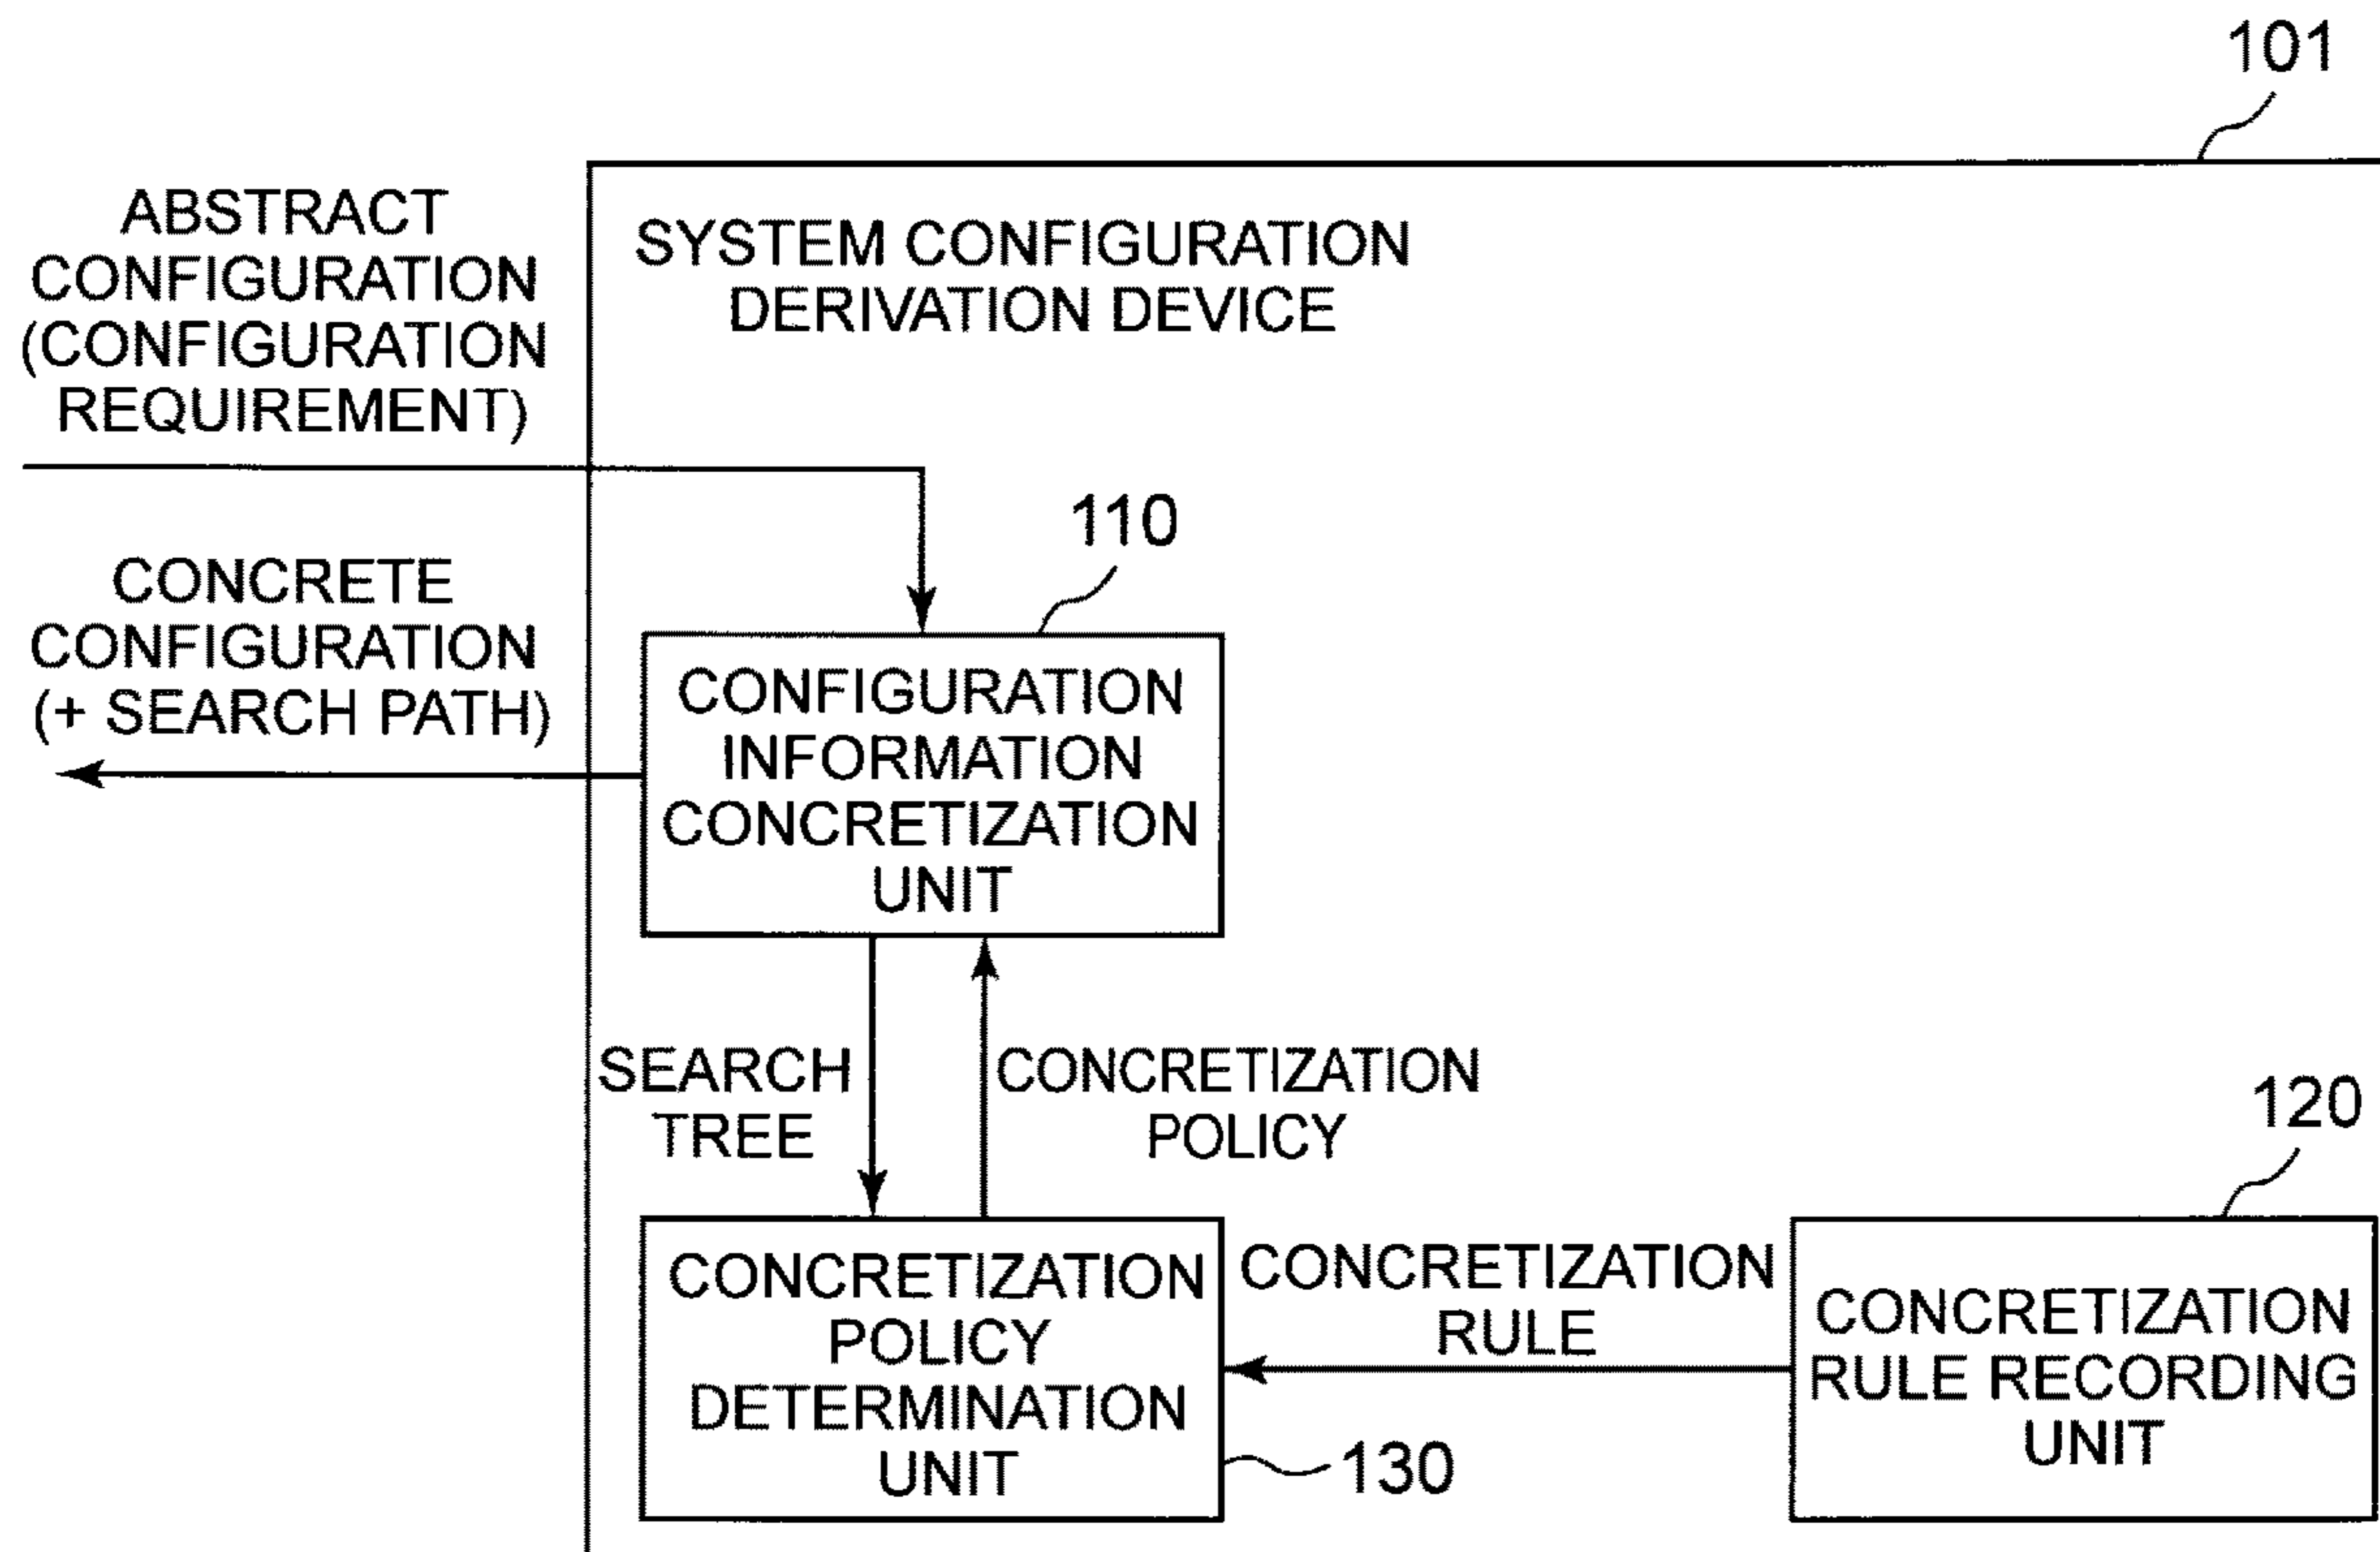 101
ABSTRACT
CONFIGURATION
(CONFIGURATION
REQUIREMENT)
SYSTEM CONFIGURATION
DERIVATION DEVICE
110
CONCRETE
CONFIGURATION
(+ SEARCH PATH)
CONFIGURATION
INFORMATION
CONCRETIZATION
UNIT
SEARCH
TREE
CONCRETIZATION
POLICY
120
CONCRETIZATION
POLICY
DETERMINATION
UNIT
130
CONCRETIZATION
RULE
CONCRETIZATION
RULE RECORDING
UNIT